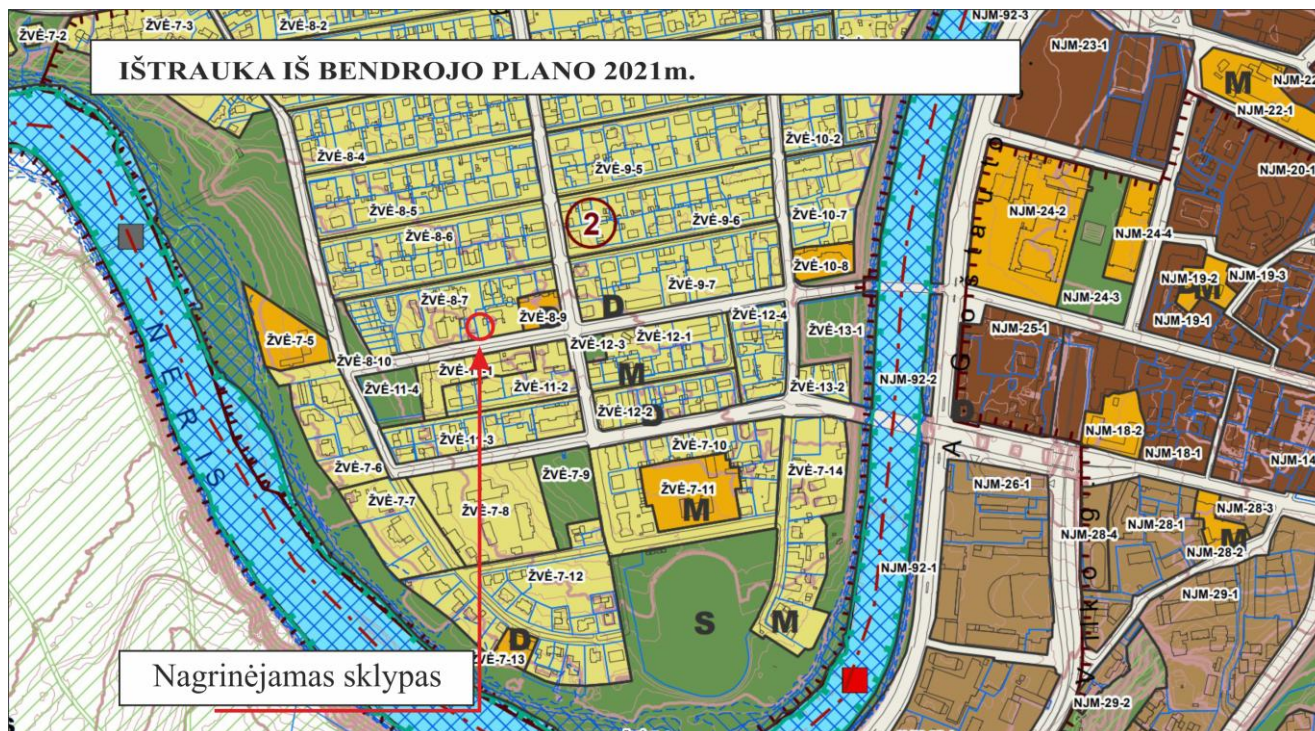 ŽVĖ-7-2
ŽVĖ-7-3
ŽVĖ-8-2
NJM-92-3
NJM-23-1
IŠTRAUKA IŠ BENDROJO PLANO 2021m.
M
NJM-22-1
ŽVĖ-8-4
ŽVĖ-10-2
ŽVĖ-9-5
NJM-20-1
ŽVĖ-8-5
2
ŽVĖ-9-6
ŽVĖ-10-7
NJM-24-2
NJM-24-4
ŽVĖ-8-6
ŽVĖ-10-8
NJM-19-2
NJM-19-3
M
ŽVĖ-9-7
NJM-24-3
NJM-19-1
ŽVĖ-8-7
D
ŽVĖ-8-9
ŽVĖ-12-4
NJM-25-1
ŽVĖ-7-5
ŽVĖ-13-1
ŽVĖ-12-1
ŽVĖ-12-3
ŽVĖ-8-10
M
NJM-92-2
ŽVĖ-11-4
ŽVĖ-11-2
ŽVĖ-13-2
D
ŽVĖ-12-2
D
NJM-18-2
ŽVĖ-11-3
ŽVĖ-7-10
NJM-18-1
NJM-14
ŽVĖ-7-6
ŽVĖ-7-9
ŽVĖ-7-14
NJM-26-1
ŽVĖ-7-7
ŽVĖ-7-8
ŽVĖ-7-11
M
NJM-28-3
NJM-28-1
NJM-28-4
M
NJM-28-2
NJM-92-1
ŽVĖ-7-12
NJM-29-1
S
M
D
ŽVĖ-7-13
Nagrinėjamas sklypas
NJM-29-2
NERIS
A. Goštauto